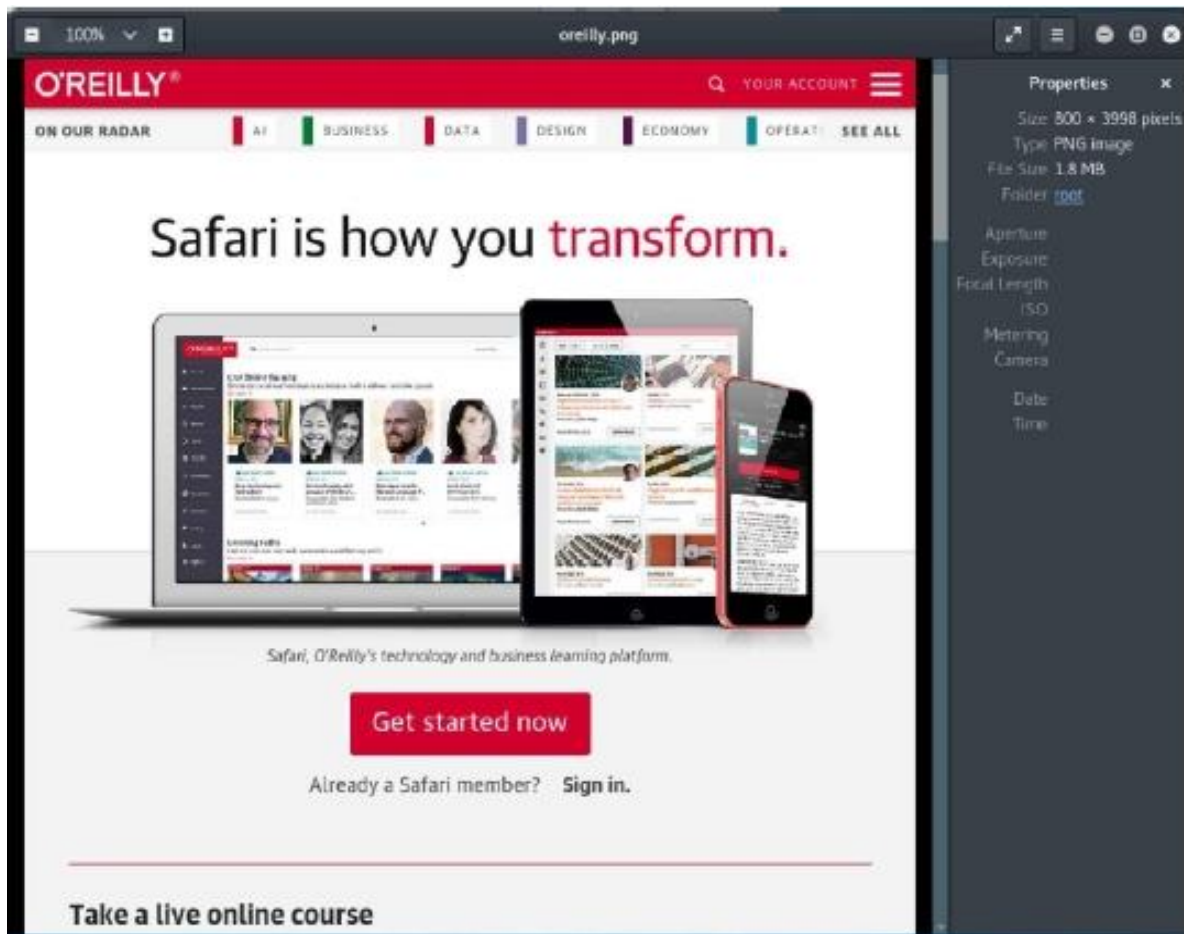 100%
oreilly.png
O'REILLY®
YOUR ACCOUNT
ON OUR RADAR
AI
BUSINESS
DATA
DESIGN
ECONOMY
OPERAT
SEE ALL
Safari is how you transform.
Safari, O'Reilly's technology and business learning platform.
Get started now
Already a Safari member? Sign in.
Take a live online course
Properties
Size 800 × 3998 pixels
Type PNG image
File Size 1.8 MB
Folder root
Aperture
Exposure
Focal Length
ISO
Metering
Camera
Date
Time